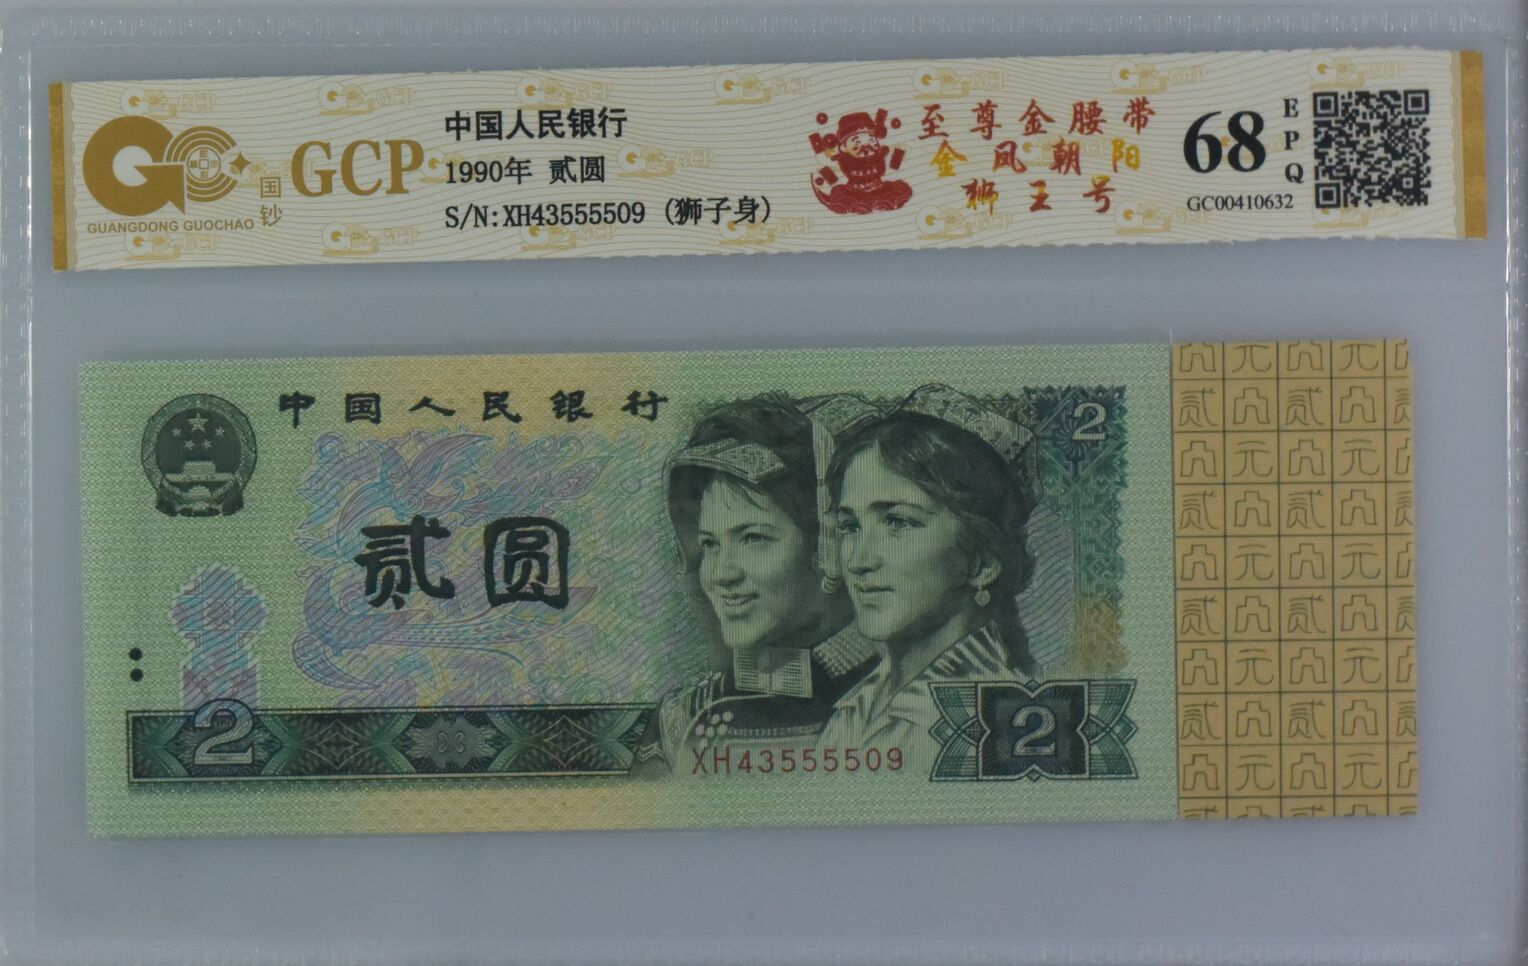 GCP
国钞
GUANGDONG GUOCHAO
中国人民银行
1990年 贰圆
S/N:XH43555509 (狮子身)
至尊金腰带
金凤朝阳
狮王号
68
EPQ
GC00410632
中国人民银行
2
贰圆
2
XH43555509
2